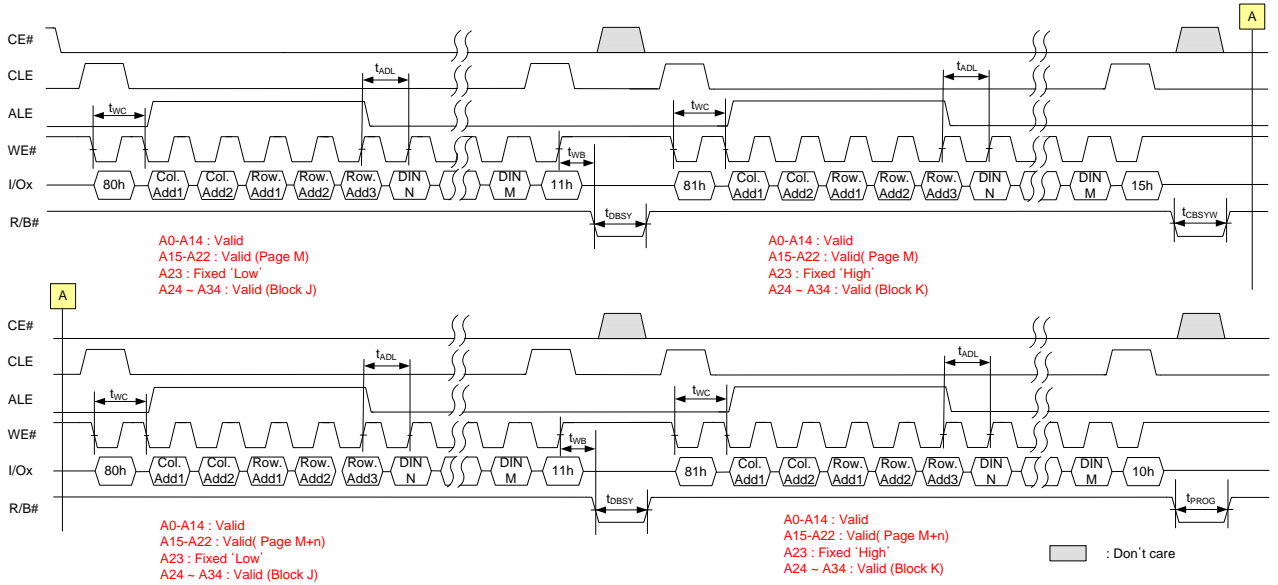 A
CE#
CLE
tADL
tADL
ALE
tWC
tWC
WE#
tWB
I/Ox
80h Col. Add1 Col. Add2 Row. Add1 Row. Add2 Row. Add3 DIN N DIN M 11h 81h Col. Add1 Col. Add2 Row. Add1 Row. Add2 Row. Add3 DIN N DIN M 15h
R/B#
tDBSY
tCBSYW
A0-A14 : Valid
A15-A22 : Valid (Page M)
A23 : Fixed ‘Low’
A24 ~ A34 : Valid (Block J)
A0-A14 : Valid
A15-A22 : Valid( Page M)
A23 : Fixed ‘High’
A24 ~ A34 : Valid (Block K)
A
CE#
CLE
tADL
tADL
ALE
tWC
tWC
WE#
tWB
I/Ox
80h Col. Add1 Col. Add2 Row. Add1 Row. Add2 Row. Add3 DIN N DIN M 11h 81h Col. Add1 Col. Add2 Row. Add1 Row. Add2 Row. Add3 DIN N DIN M 10h
R/B#
tDBSY
tPROG
A0-A14 : Valid
A15-A22 : Valid( Page M+n)
A23 : Fixed ‘Low’
A24 ~ A34 : Valid (Block J)
A0-A14 : Valid
A15-A22 : Valid( Page M+n)
A23 : Fixed ‘High’
A24 ~ A34 : Valid (Block K)
: Don’t care